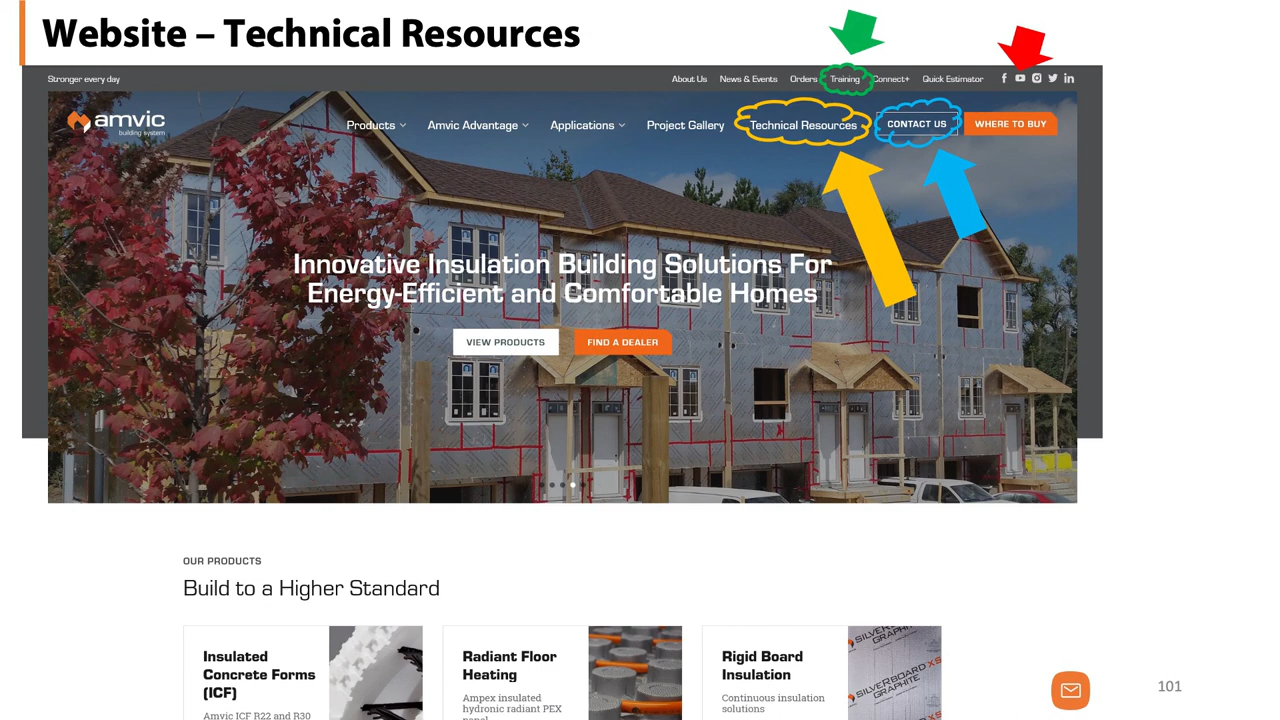 Website – Technical Resources
Stronger every day
About Us News & Events Orders Training Connect+ Quick Estimator
amvic
building system
Products Amvic Advantage Applications Project Gallery Technical Resources CONTACT US WHERE TO BUY
Innovative Insulation Building Solutions For
Energy-Efficient and Comfortable Homes
VIEW PRODUCTS FIND A DEALER
OUR PRODUCTS
Build to a Higher Standard
Insulated
Concrete Forms
(ICF)
Amvic ICF R22 and R30
Radiant Floor
Heating
Ampex insulated
hydronic radiant PEX
panel
Rigid Board
Insulation
Continuous insulation
solutions
SILVERBOARD
GRAPHITE
SILVERBOARD XS
GRAPHITE
101